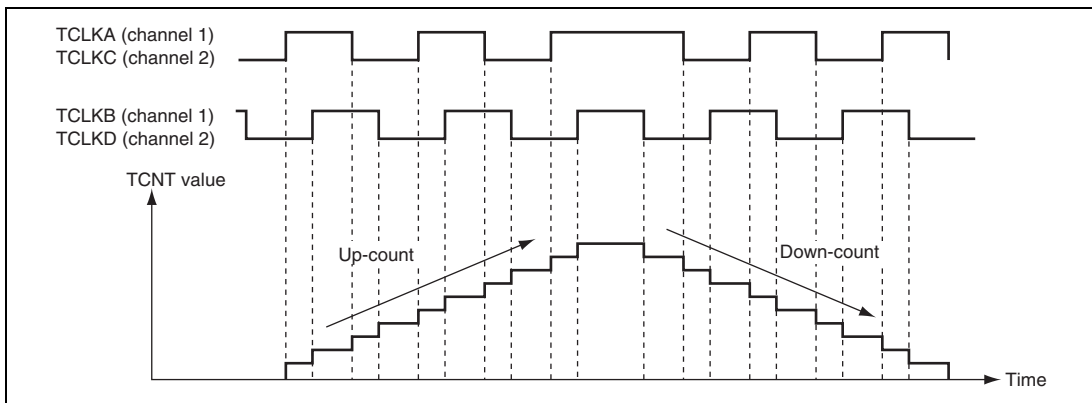 TCLKA (channel 1)
TCLKC (channel 2)
TCLKB (channel 1)
TCLKD (channel 2)
TCNT value
Up-count
Down-count
Time